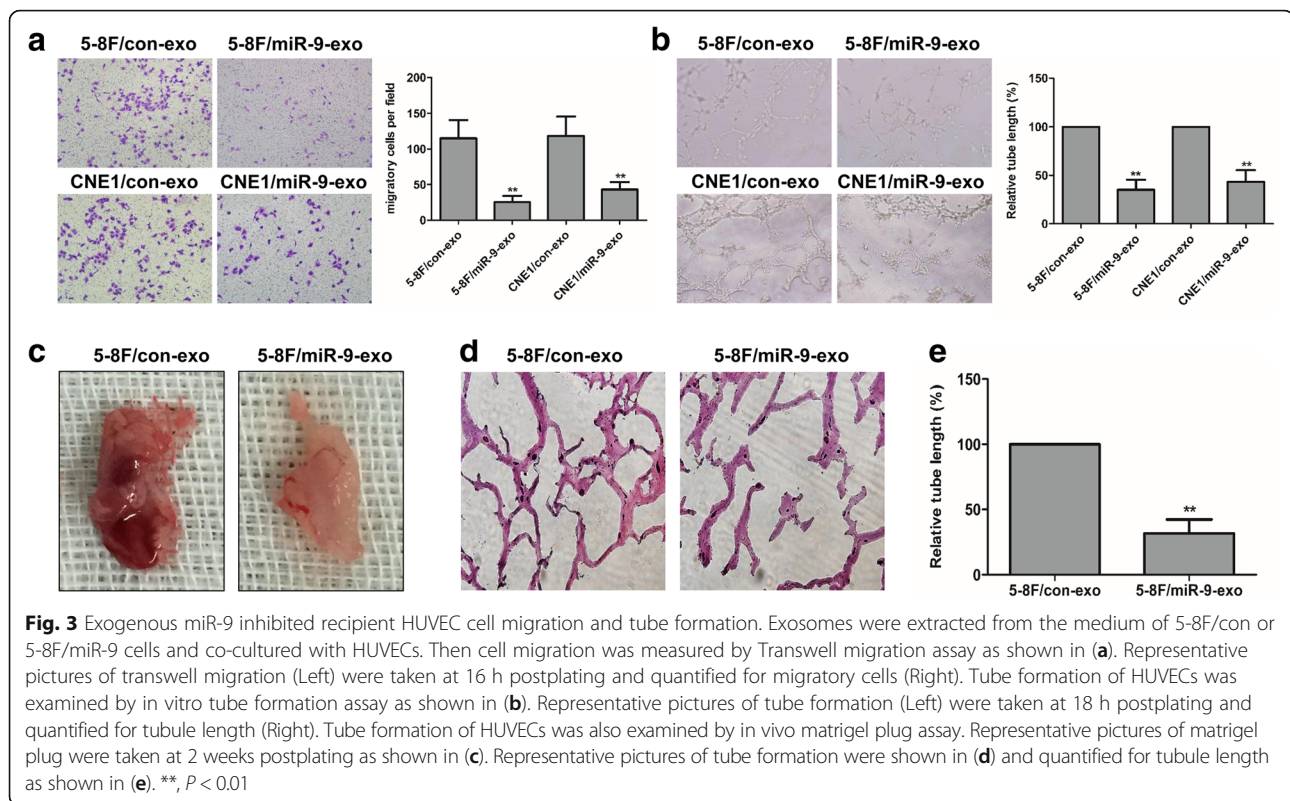 a
5-8F/con-exo 5-8F/miR-9-exo
CNE1/con-exo CNE1/miR-9-exo
migratory cells per field
200
150
100
50
0
**
**
5-8F/con-exo
5-8F/miR-9-exo
CNE1/con-exo
CNE1/miR-9-exo
b
5-8F/con-exo 5-8F/miR-9-exo
CNE1/con-exo CNE1/miR-9-exo
Relative tube length (%)
150
100
50
0
**
**
5-8F/con-exo
5-8F/miR-9-exo
CNE1/con-exo
CNE1/miR-9-exo
c
5-8F/con-exo 5-8F/miR-9-exo
d
5-8F/con-exo 5-8F/miR-9-exo
e
Relative tube length (%)
150
100
50
0
**
5-8F/con-exo 5-8F/miR-9-exo
Fig. 3 Exogenous miR-9 inhibited recipient HUVEC cell migration and tube formation. Exosomes were extracted from the medium of 5-8F/con or
5-8F/miR-9 cells and co-cultured with HUVECs. Then cell migration was measured by Transwell migration assay as shown in (a). Representative
pictures of transwell migration (Left) were taken at 16 h postplating and quantified for migratory cells (Right). Tube formation of HUVECs was
examined by in vitro tube formation assay as shown in (b). Representative pictures of tube formation (Left) were taken at 18 h postplating and
quantified for tubule length (Right). Tube formation of HUVECs was also examined by in vivo matrigel plug assay. Representative pictures of matrigel
plug were taken at 2 weeks postplating as shown in (c). Representative pictures of tube formation were shown in (d) and quantified for tubule length
as shown in (e). **, P < 0.01